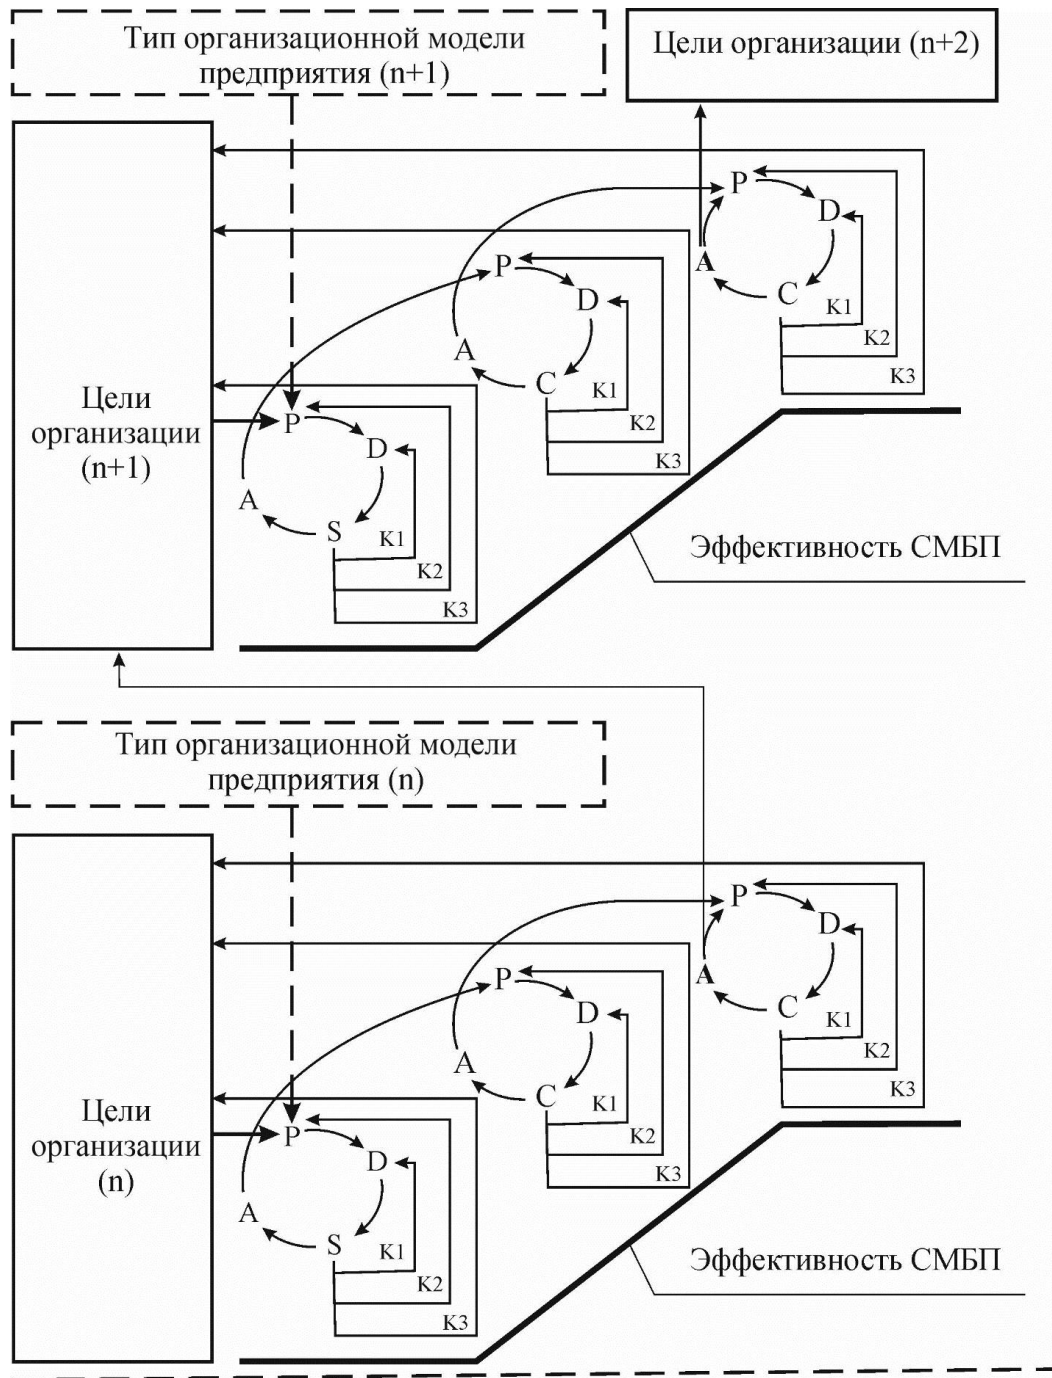 Тип организационной модели
предприятия (n+1)
Цели организации (n+2)
Цели
организации
(n+1)
P
D
A
C
K1
K2
K3
P
D
A
C
K1
K2
K3
P
D
A
S
K1
K2
K3
Эффективность СМБП
Тип организационной модели
предприятия (n)
Цели
организации
(n)
P
D
A
C
K1
K2
K3
P
D
A
C
K1
K2
K3
P
D
A
S
K1
K2
K3
Эффективность СМБП